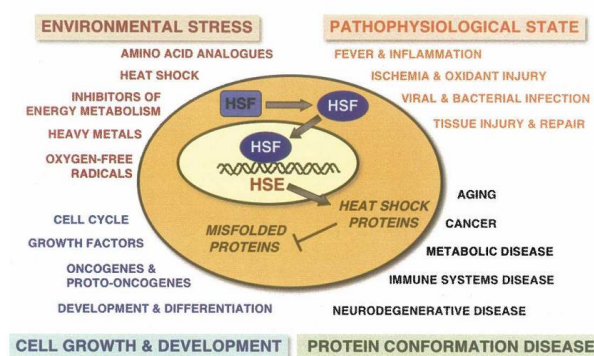 ENVIRONMENTAL STRESS
AMINO ACID ANALOGUES
HEAT SHOCK
INHIBITORS OF
ENERGY METABOLISM
HEAVY METALS
OXYGEN-FREE
RADICALS
PATHOPHYSIOLOGICAL STATE
FEVER & INFLAMMATION
ISCHEMIA & OXIDANT INJURY
VIRAL & BACTERIAL INFECTION
TISSUE INJURY & REPAIR
HSF
HSF
HSF
HSE
HEAT SHOCK
PROTEINS
MISFOLDED
PROTEINS
CELL CYCLE
GROWTH FACTORS
ONCOGENES &
PROTO-ONCOGENES
DEVELOPMENT & DIFFERENTIATION
CELL GROWTH & DEVELOPMENT
AGING
CANCER
METABOLIC DISEASE
IMMUNE SYSTEMS DISEASE
NEURODEGENERATIVE DISEASE
PROTEIN CONFORMATION DISEASE